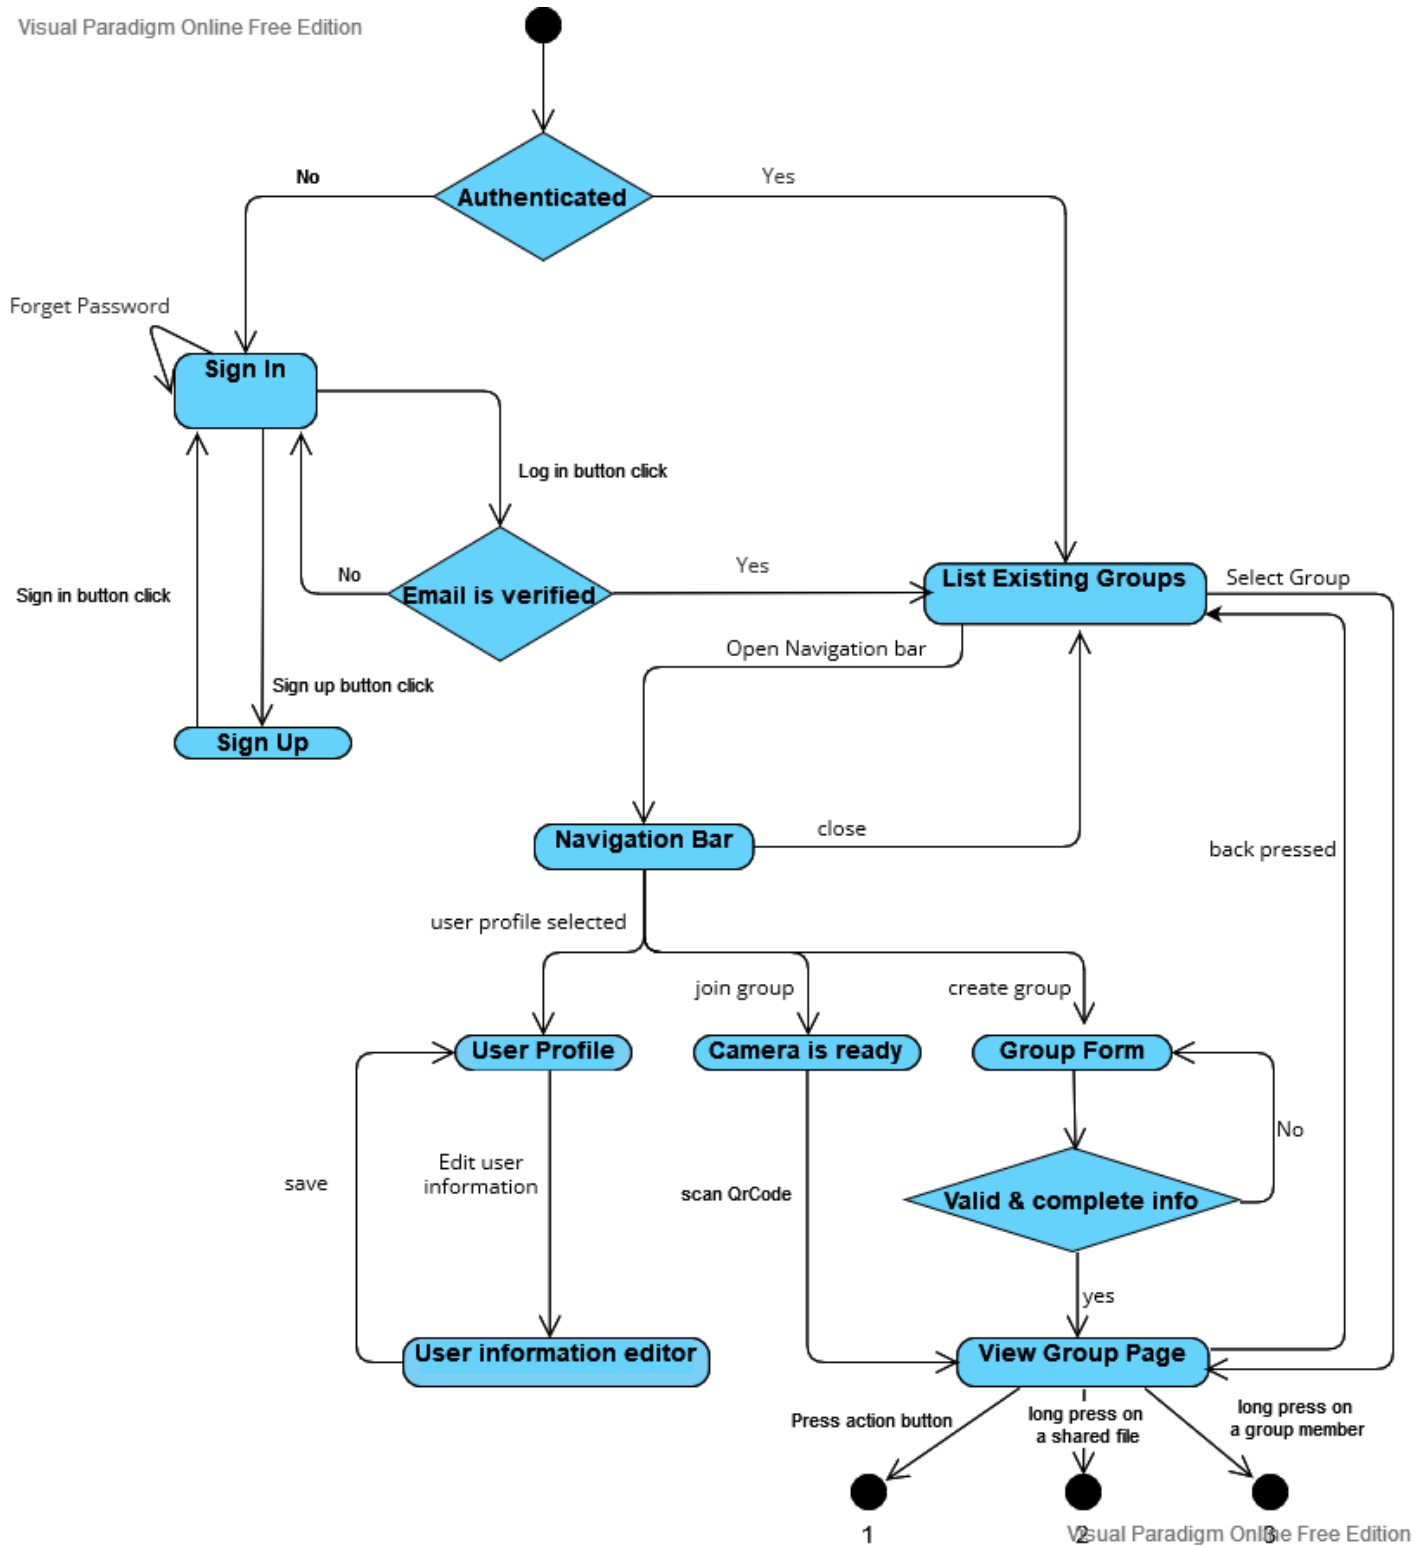 Visual Paradigm Online Free Edition
No
Yes
Authenticated
Forget Password
Sign In
Log in button click
Sign in button click
No
Email is verified
Yes
List Existing Groups
Select Group
Open Navigation bar
Sign up button click
Sign Up
Navigation Bar
close
back pressed
user profile selected
join group
create group
User Profile
Camera is ready
Group Form
No
save
Edit user
information
scan QrCode
Valid & complete info
yes
User information editor
View Group Page
Press action button
long press on
a shared file
long press on
a group member
1
2
3
Visual Paradigm Online Free Edition